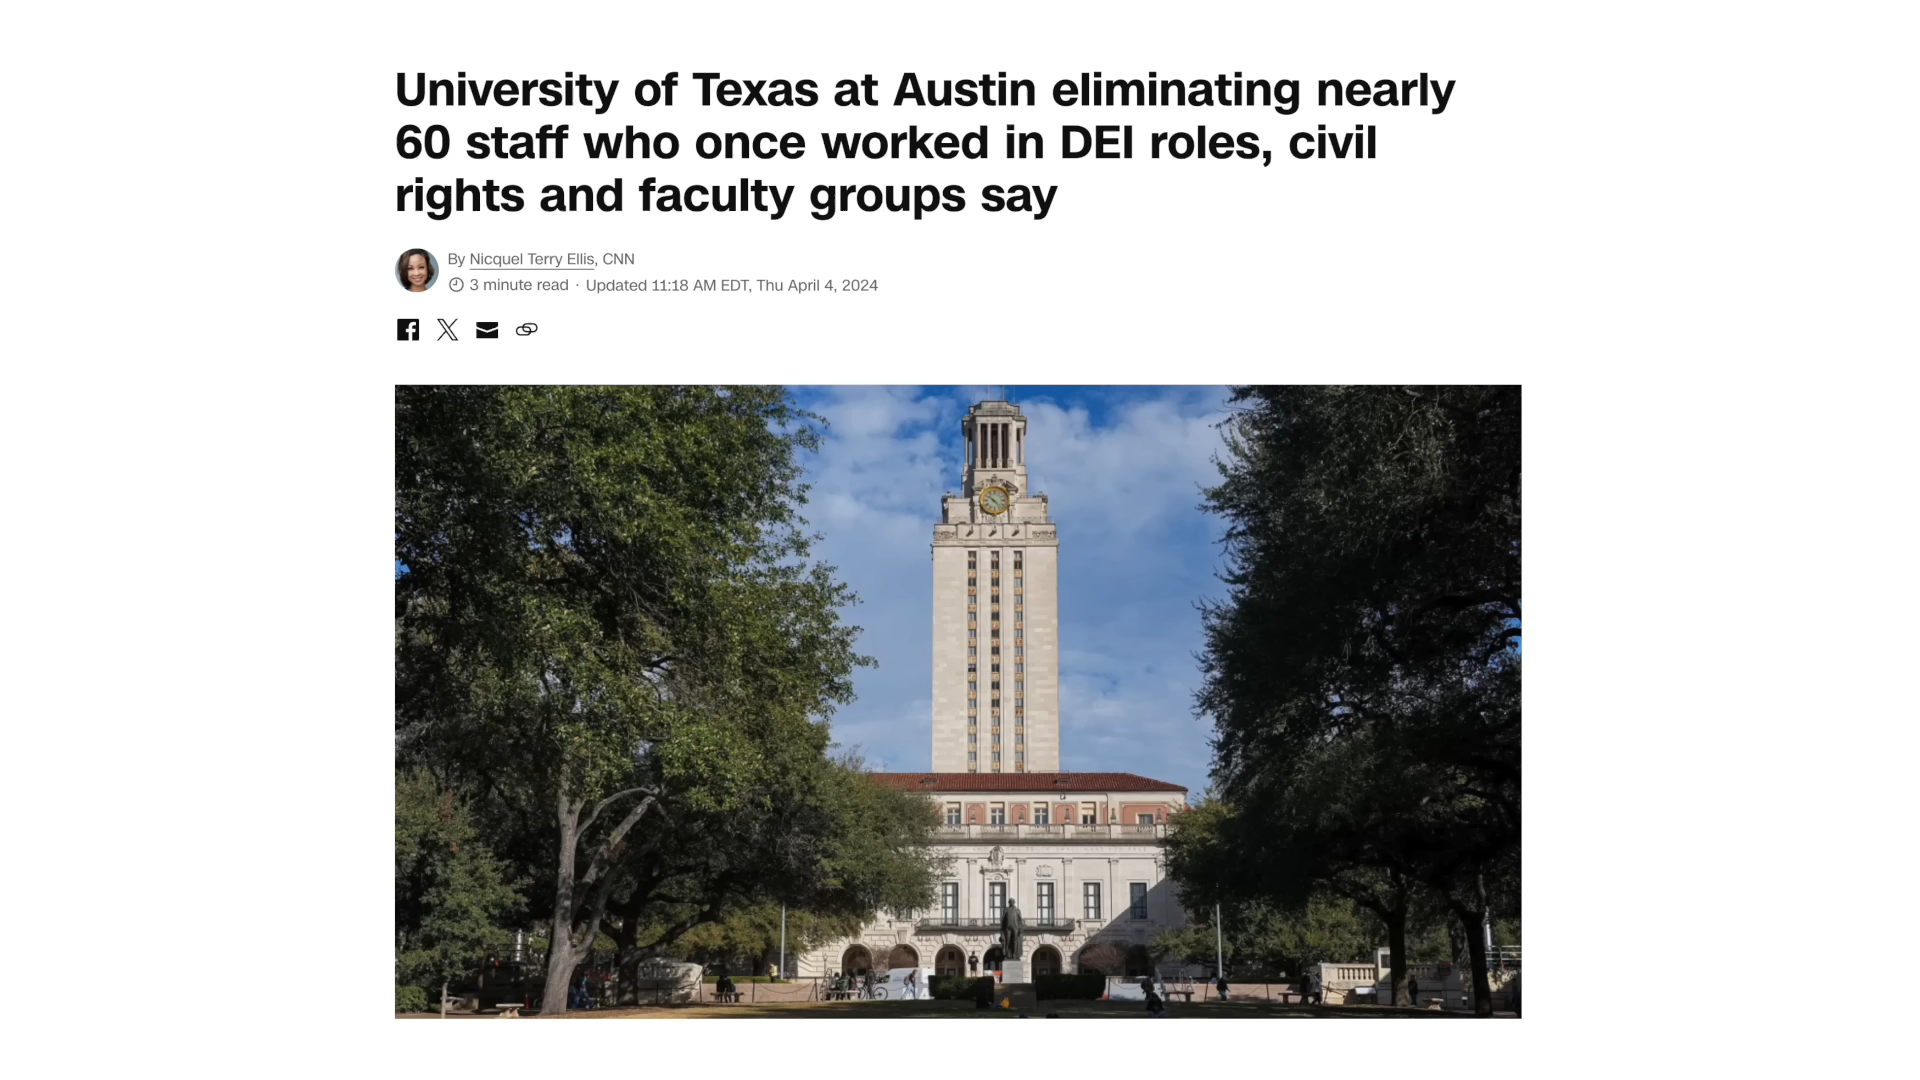 University of Texas at Austin eliminating nearly
60 staff who once worked in DEI roles, civil
rights and faculty groups say
By Nicquel Terry Ellis, CNN
3 minute read · Updated 11:18 AM EDT, Thu April 4, 2024